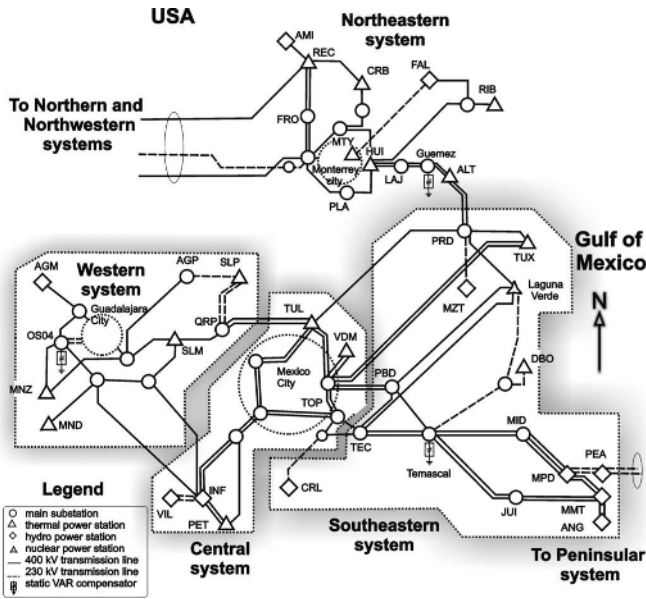 USA
Northeastern
system
AMI
REC
CRB
FAL
RIB
To Northern and
Northwestern
systems
FRO
MTY
HUI
Monterrey
city
Guemez
LAJ
ALT
PLA
PRD
TUX
Gulf of
Mexico
Western
system
AGM
AGP
SLP
Guadalajara
City
TUL
MZT
Laguna
Verde
N
OS04
QRP
VDM
SLM
DBO
Mexico
City
PBD
MNZ
TOP
MND
TEC
MID
PEA
Temascal
MPD
Legend
main substation
thermal power station
hydro power station
nuclear power station
400 kV transmission line
230 kV transmission line
static VAR compensator
VIL
INF
CRL
PET
JUI
MMT
ANG
Central
system
Southeastern
system
To Peninsular
system